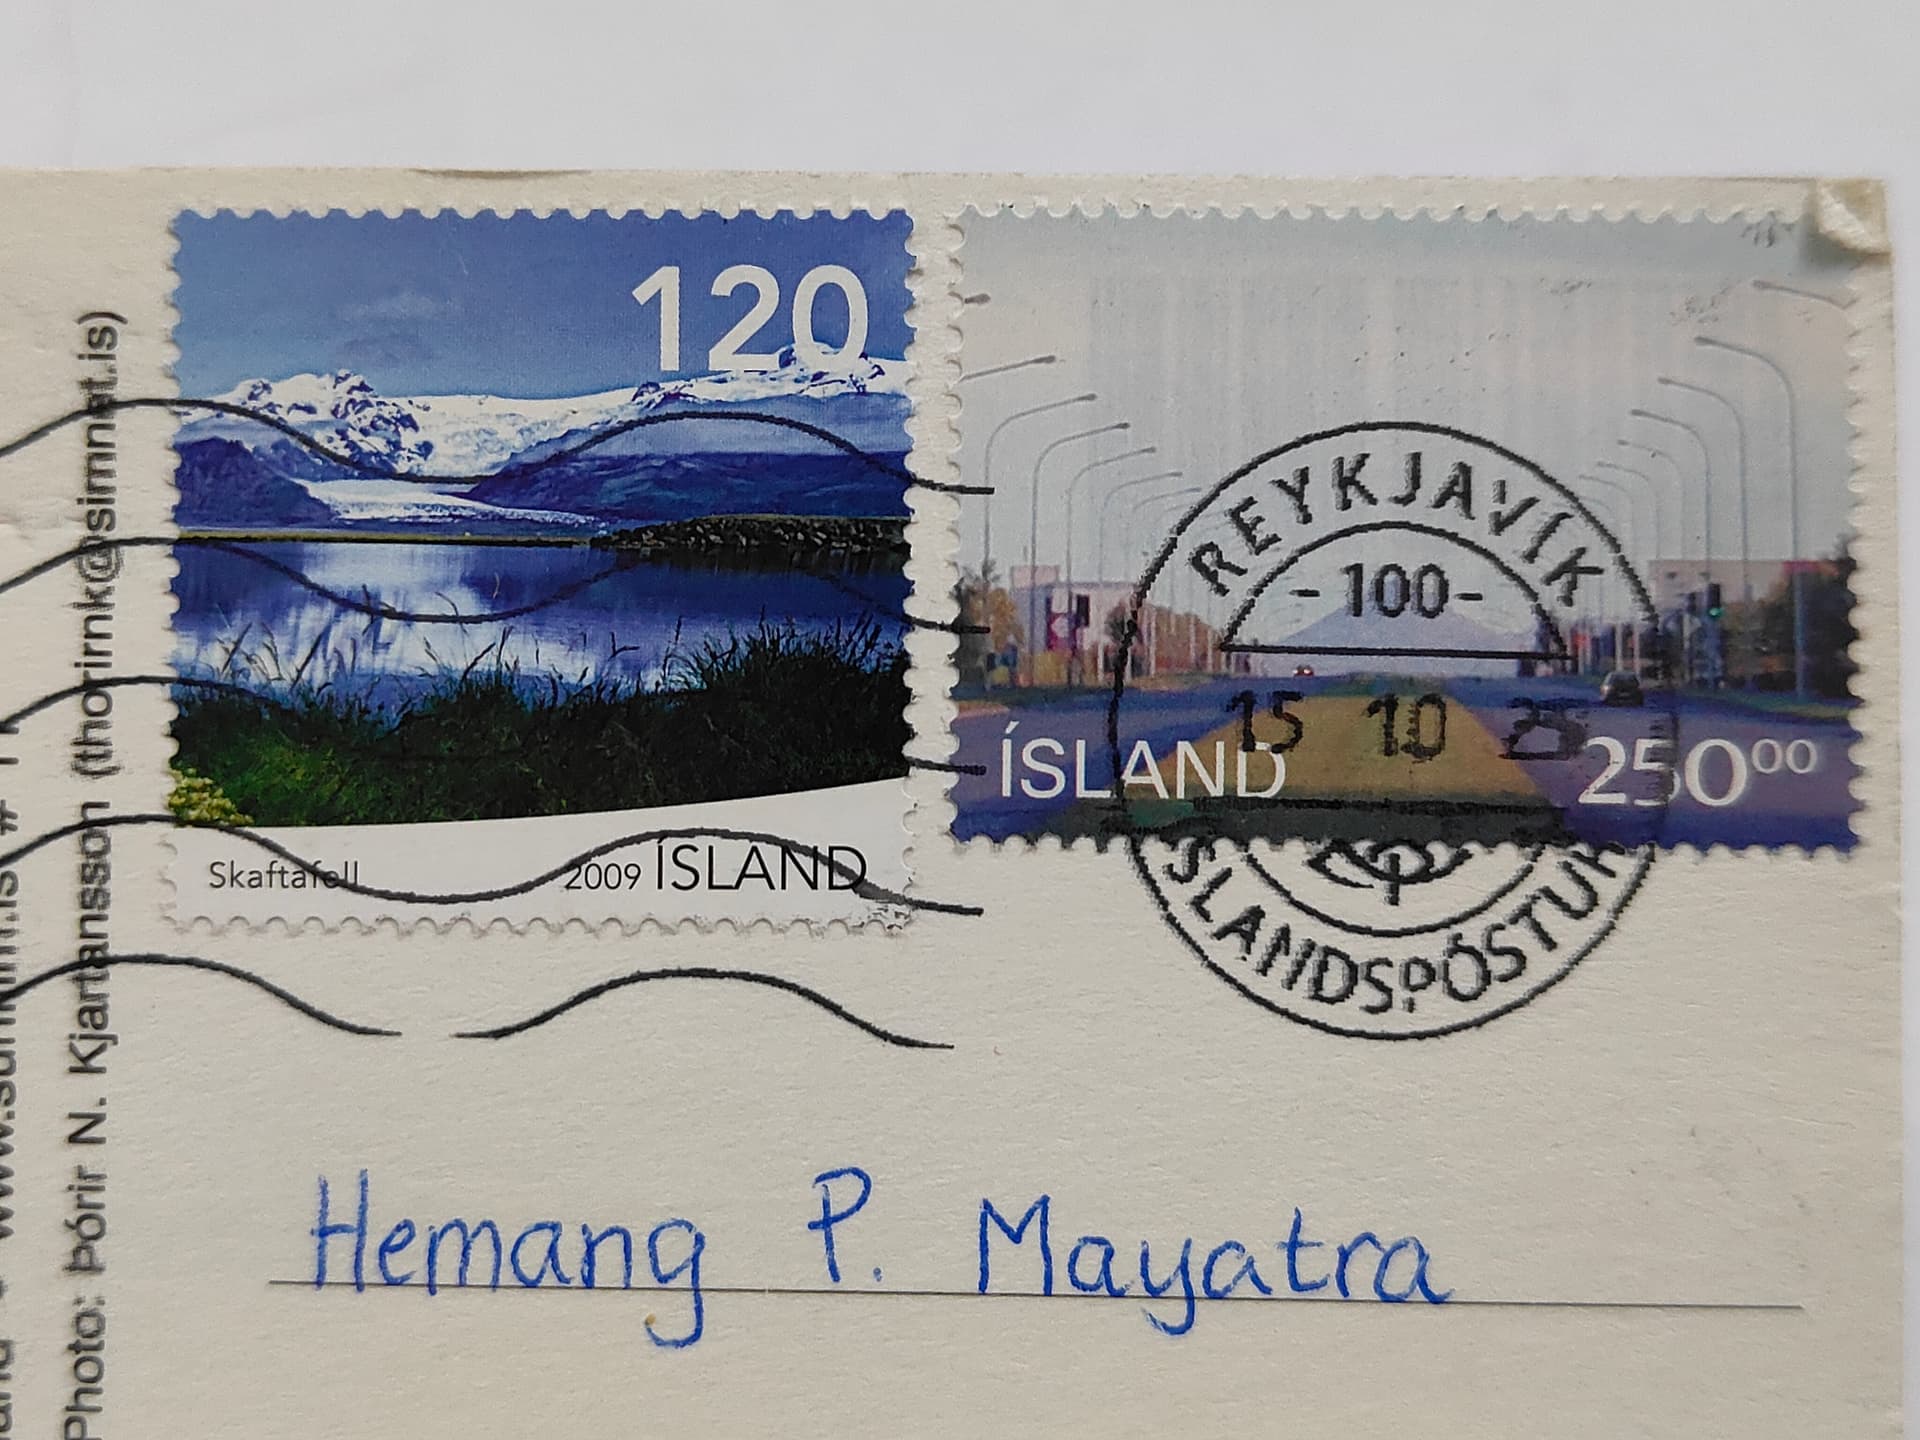 120
Skaftafell 2009 ÍSLAND
ÍSLAND 250⁰⁰
REYKJAVÍK
-100-
15 10 25
ÍSLANDSPÓSTUR
Hemang P. Mayatra
Photo: Þórir N. Kjartansson (thorirnk@simnet.is)